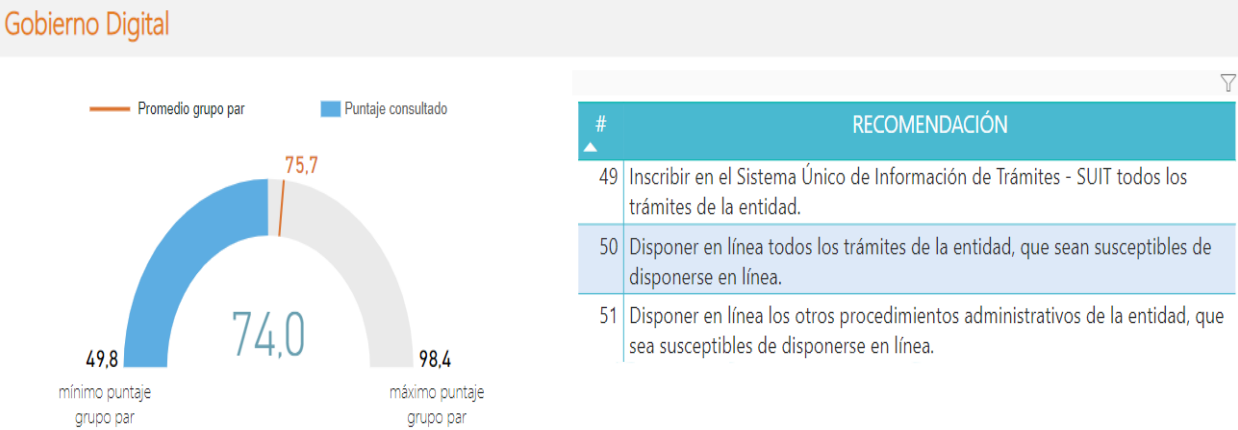 Gobierno Digital
Promedio grupo par
Puntaje consultado
75,7
74,0
49,8
mínimo puntaje
grupo par
98,4
máximo puntaje
grupo par
# RECOMENDACIÓN
49 Inscribir en el Sistema Único de Información de Trámites - SUIT todos los
trámites de la entidad.
50 Disponer en línea todos los trámites de la entidad, que sean susceptibles de
disponerse en línea.
51 Disponer en línea los otros procedimientos administrativos de la entidad, que
sea susceptibles de disponerse en línea.